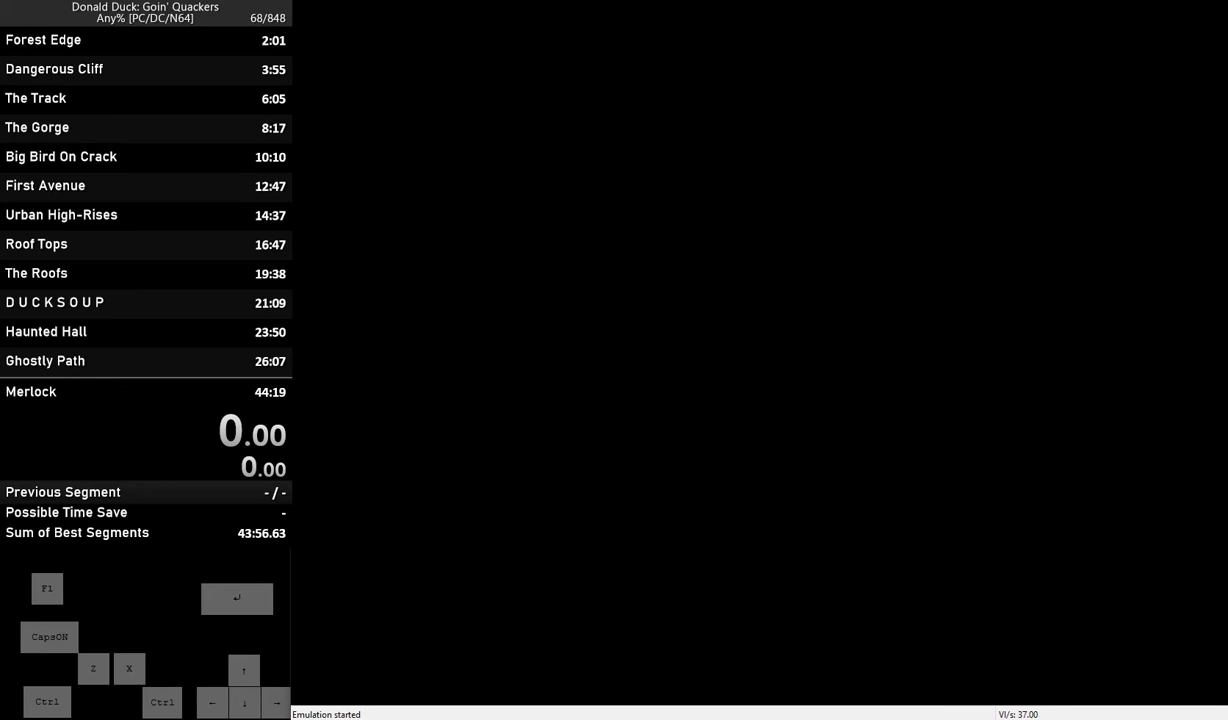 Donald Duck: Goin' Quackers
Any% [PC/DC/N64] 68/848
Forest Edge 2:01
Dangerous Cliff 3:55
The Track 6:05
The Gorge 8:17
Big Bird On Crack 10:10
First Avenue 12:47
Urban High-Rises 14:37
Roof Tops 16:47
The Roofs 19:38
D U C K S O U P 21:09
Haunted Hall 23:50
Ghostly Path 26:07
Merlock 44:19
0.00
0.00
Previous Segment - / -
Possible Time Save -
Sum of Best Segments 43:56.63
F1
↵
CapsON
Z X ↑
Ctrl Ctrl ← ↓ →
Emulation started VI/s: 37.00